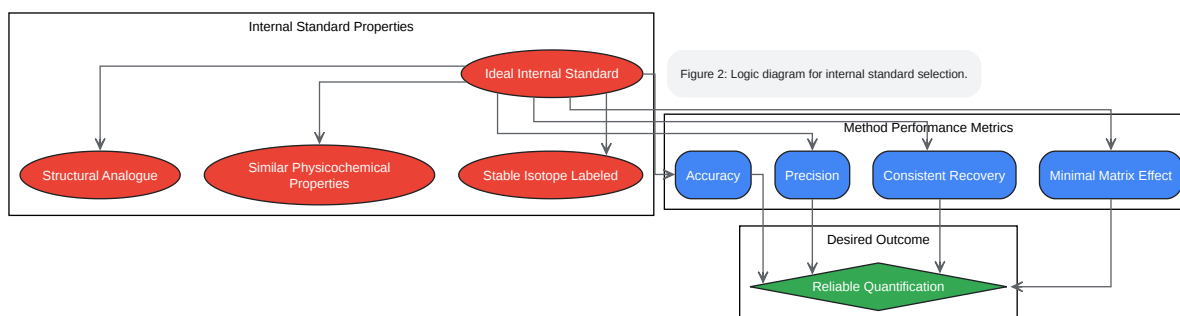 Internal Standard Properties
Ideal Internal Standard
Figure 2: Logic diagram for internal standard selection.
Structural Analogue
Similar Physicochemical
Properties
Stable Isotope Labeled
Method Performance Metrics
Accuracy
Precision
Consistent Recovery
Minimal Matrix Effect
Desired Outcome
Reliable Quantification